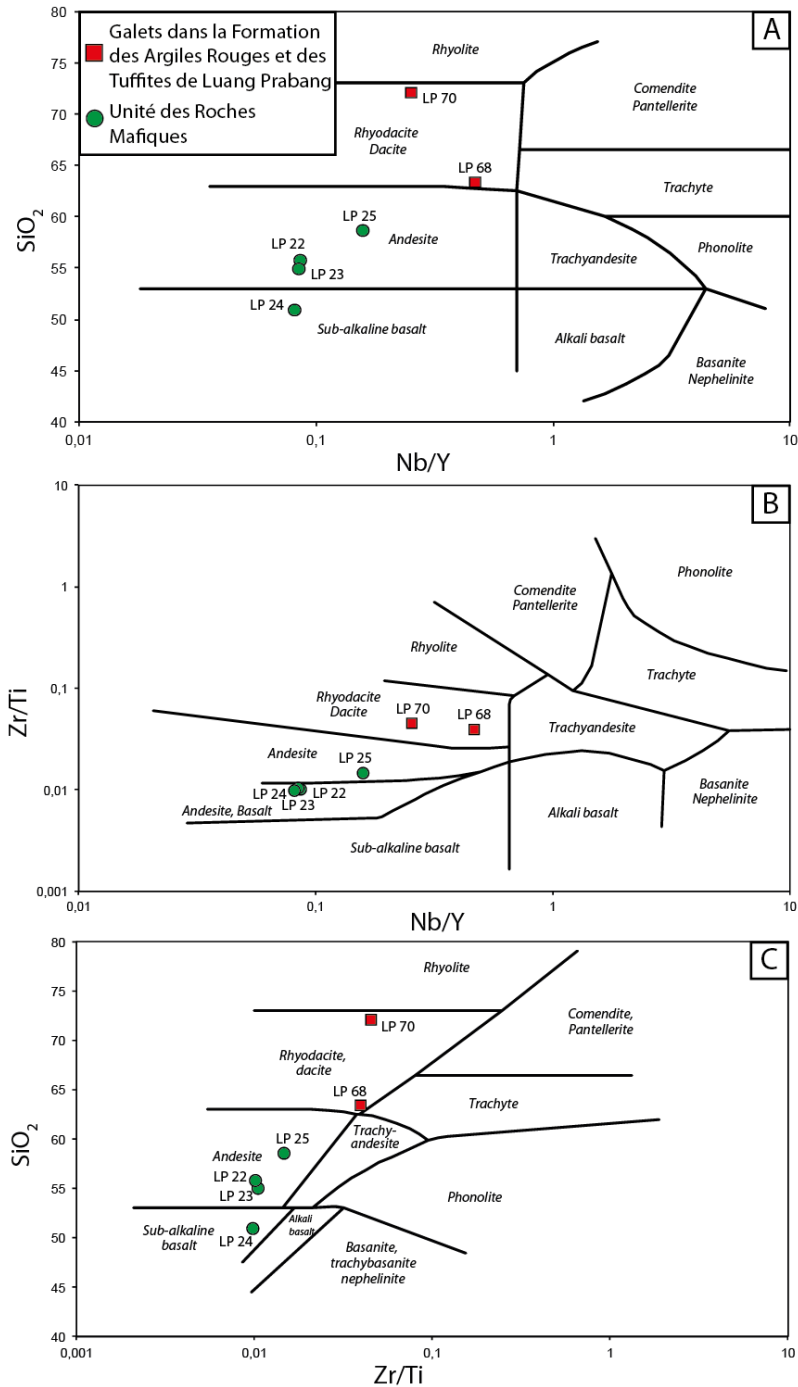 80
75
70
65
60
55
50
45
40
SiO2
Galets dans la Formation
des Argiles Rouges et des
Tuffites de Luang Prabang
Unité des Roches
Mafiques
A
Rhyolite
LP 70
Comendite
Pantellerite
Rhyodacite
Dacite
LP 68
Trachyte
LP 25
Andesite
LP 22
LP 23
Trachyandesite
Phonolite
LP 24
Sub-alkaline basalt
Alkali basalt
Basanite
Nephelinite
0,01
0,1
1
10
Nb/Y
10
1
0,1
0,01
0,001
Zr/Ti
B
Phonolite
Comendite
Pantellerite
Rhyolite
Trachyte
Rhyodacite
Dacite
LP 70
LP 68
Trachyandesite
Andesite
LP 25
LP 24
LP 22
LP 23
Andesite, Basalt
Basanite
Nephelinite
Alkali basalt
Sub-alkaline basalt
0,01
0,1
1
10
Nb/Y
80
75
70
65
60
55
50
45
40
SiO2
C
Rhyolite
LP 70
Comendite,
Pantellerite
Rhyodacite,
dacite
LP 68
Trachyte
Trachy-
andesite
LP 25
Andesite
LP 22
LP 23
Phonolite
Sub-alkaline
basalt
LP 24
Alkali
basalt
Basanite,
trachybasanite
nephelinite
0,001
0,01
0,1
1
10
Zr/Ti